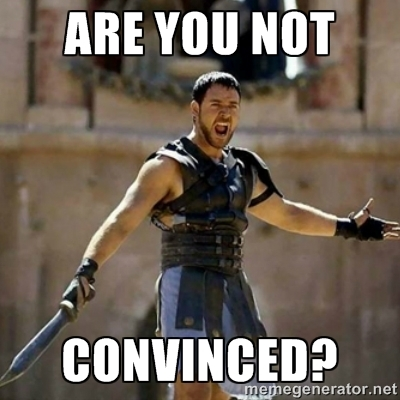 ARE YOU NOT
CONVINCED?
memegenerator.net